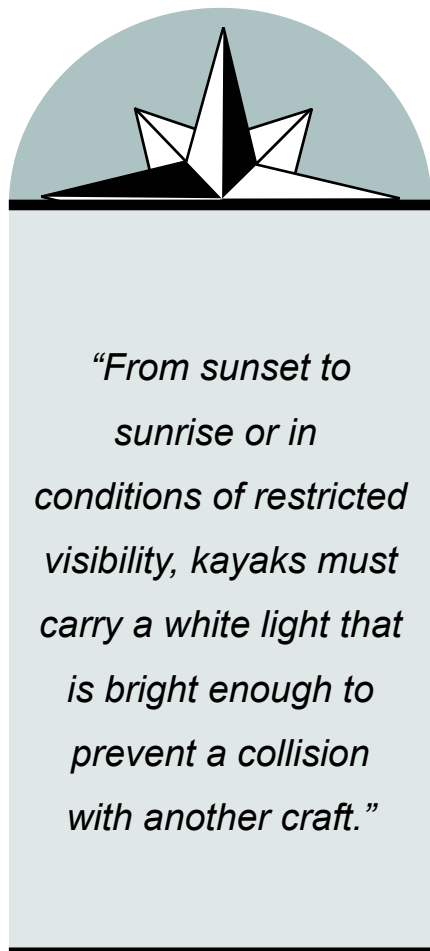 “From sunset to
sunrise or in
conditions of restricted
visibility, kayaks must
carry a white light that
is bright enough to
prevent a collision
with another craft.”